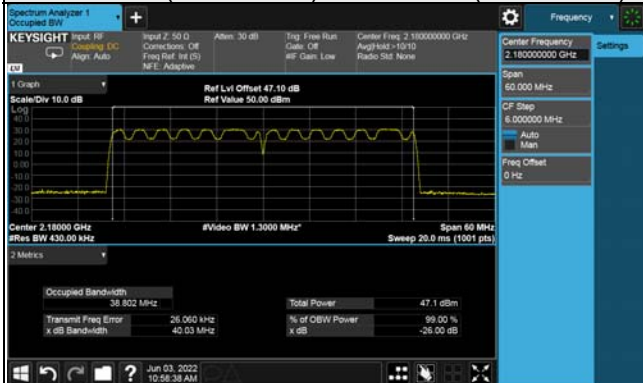 Spectrum Analyzer 1
Occupied BW
Frequency
KEYSIGHT
Input: RF
Coupling: DC
Align: Auto
Input Z: 50 Ω
Corrections: Off
Freq Ref: Int (S)
NFE: Adaptive
Atten: 30 dB
Trig: Free Run
Gate: Off
#IF Gain: Low
Center Freq: 2.180000000 GHz
Avg|Hold:>10/10
Radio Std: None
LM
Center Frequency
2.180000000 GHz
Settings
Span
60.000 MHz
CF Step
6.000000 MHz
Auto
Man
Freq Offset
0 Hz
1 Graph
Scale/Div 10.0 dB
Ref Lvl Offset 47.10 dB
Ref Value 50.00 dBm
Log
40.0
30.0
20.0
10.0
0.00
-10.0
-20.0
-30.0
-40.0
Center 2.18000 GHz
#Video BW 1.3000 MHz*
Span 60 MHz
#Res BW 430.00 kHz
Sweep 20.0 ms (1001 pts)
2 Metrics
Occupied Bandwidth
38.802 MHz
Total Power
47.1 dBm
Transmit Freq Error
26.060 kHz
% of OBW Power
99.00 %
x dB Bandwidth
40.03 MHz
x dB
-26.00 dB
?
Jun 03, 2022
10:58:38 AM